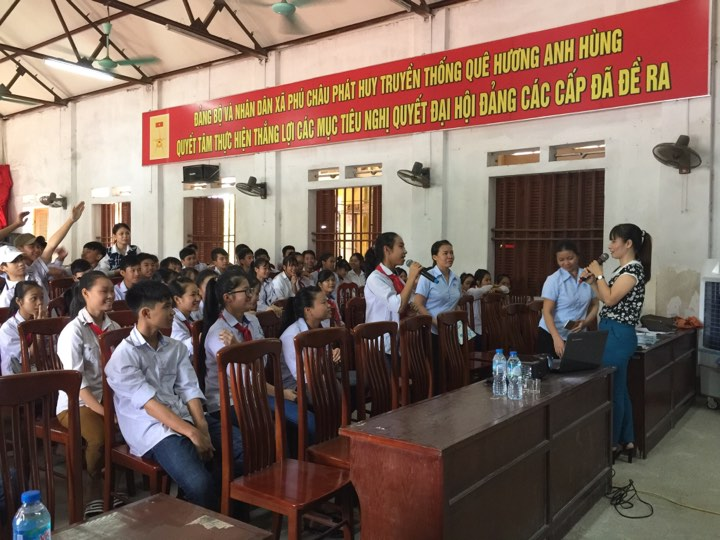 ĐẢNG BỘ VÀ NHÂN DÂN XÃ PHÚ CHÂU PHÁT HUY TRUYỀN THỐNG QUÊ HƯƠNG ANH HÙNG
QUYẾT TÂM THỰC HIỆN THẮNG LỢI CÁC MỤC TIÊU NGHỊ QUYẾT ĐẠI HỘI ĐẢNG CÁC CẤP ĐÃ ĐỀ RA